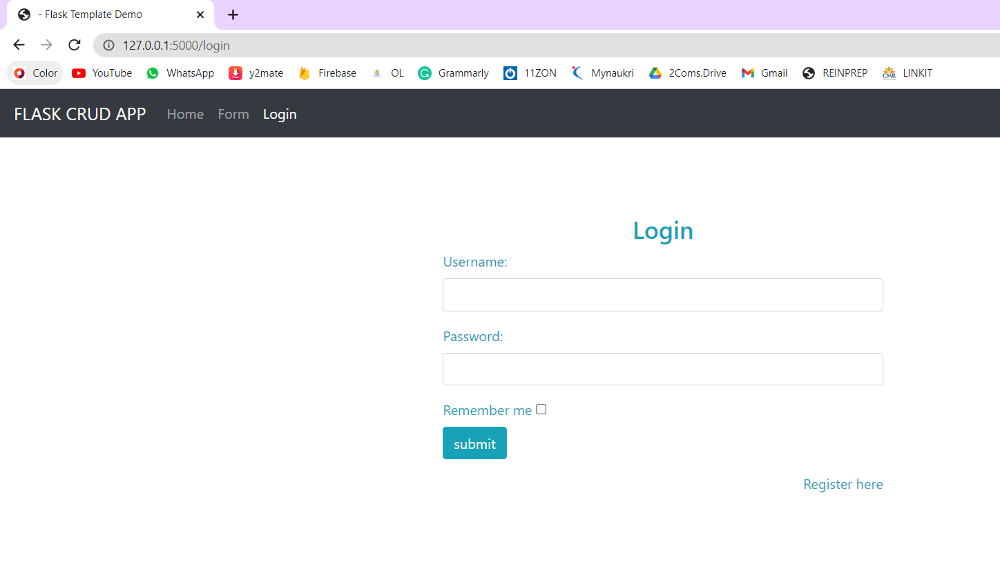 - Flask Template Demo
127.0.0.1:5000/login
Color YouTube WhatsApp y2mate Firebase OL Grammarly 11ZON Mynaukri 2Coms.Drive Gmail REINPREP CMR LINKIT
FLASK CRUD APP Home Form Login
Login
Username:
Password:
Remember me
submit
Register here